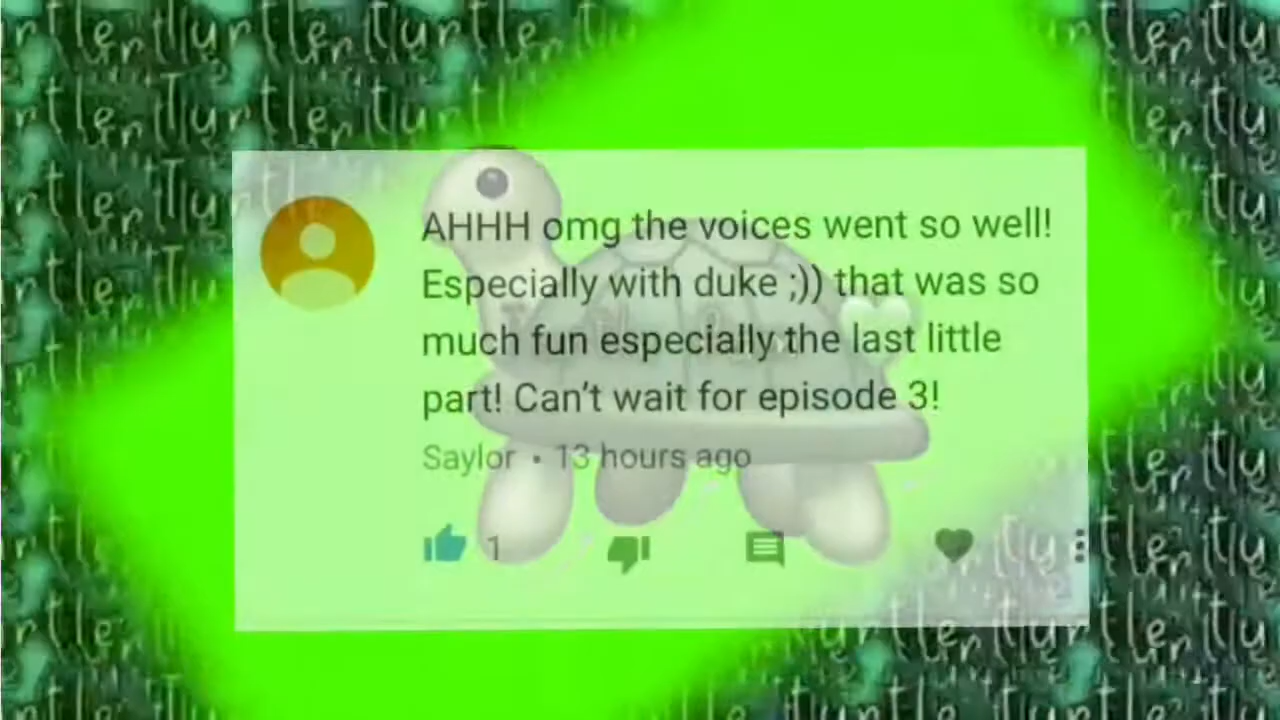 AHHH omg the voices went so well!
Especially with duke ;)) that was so
much fun especially the last little
part! Can't wait for episode 3!
Saylor • 13 hours ago
1